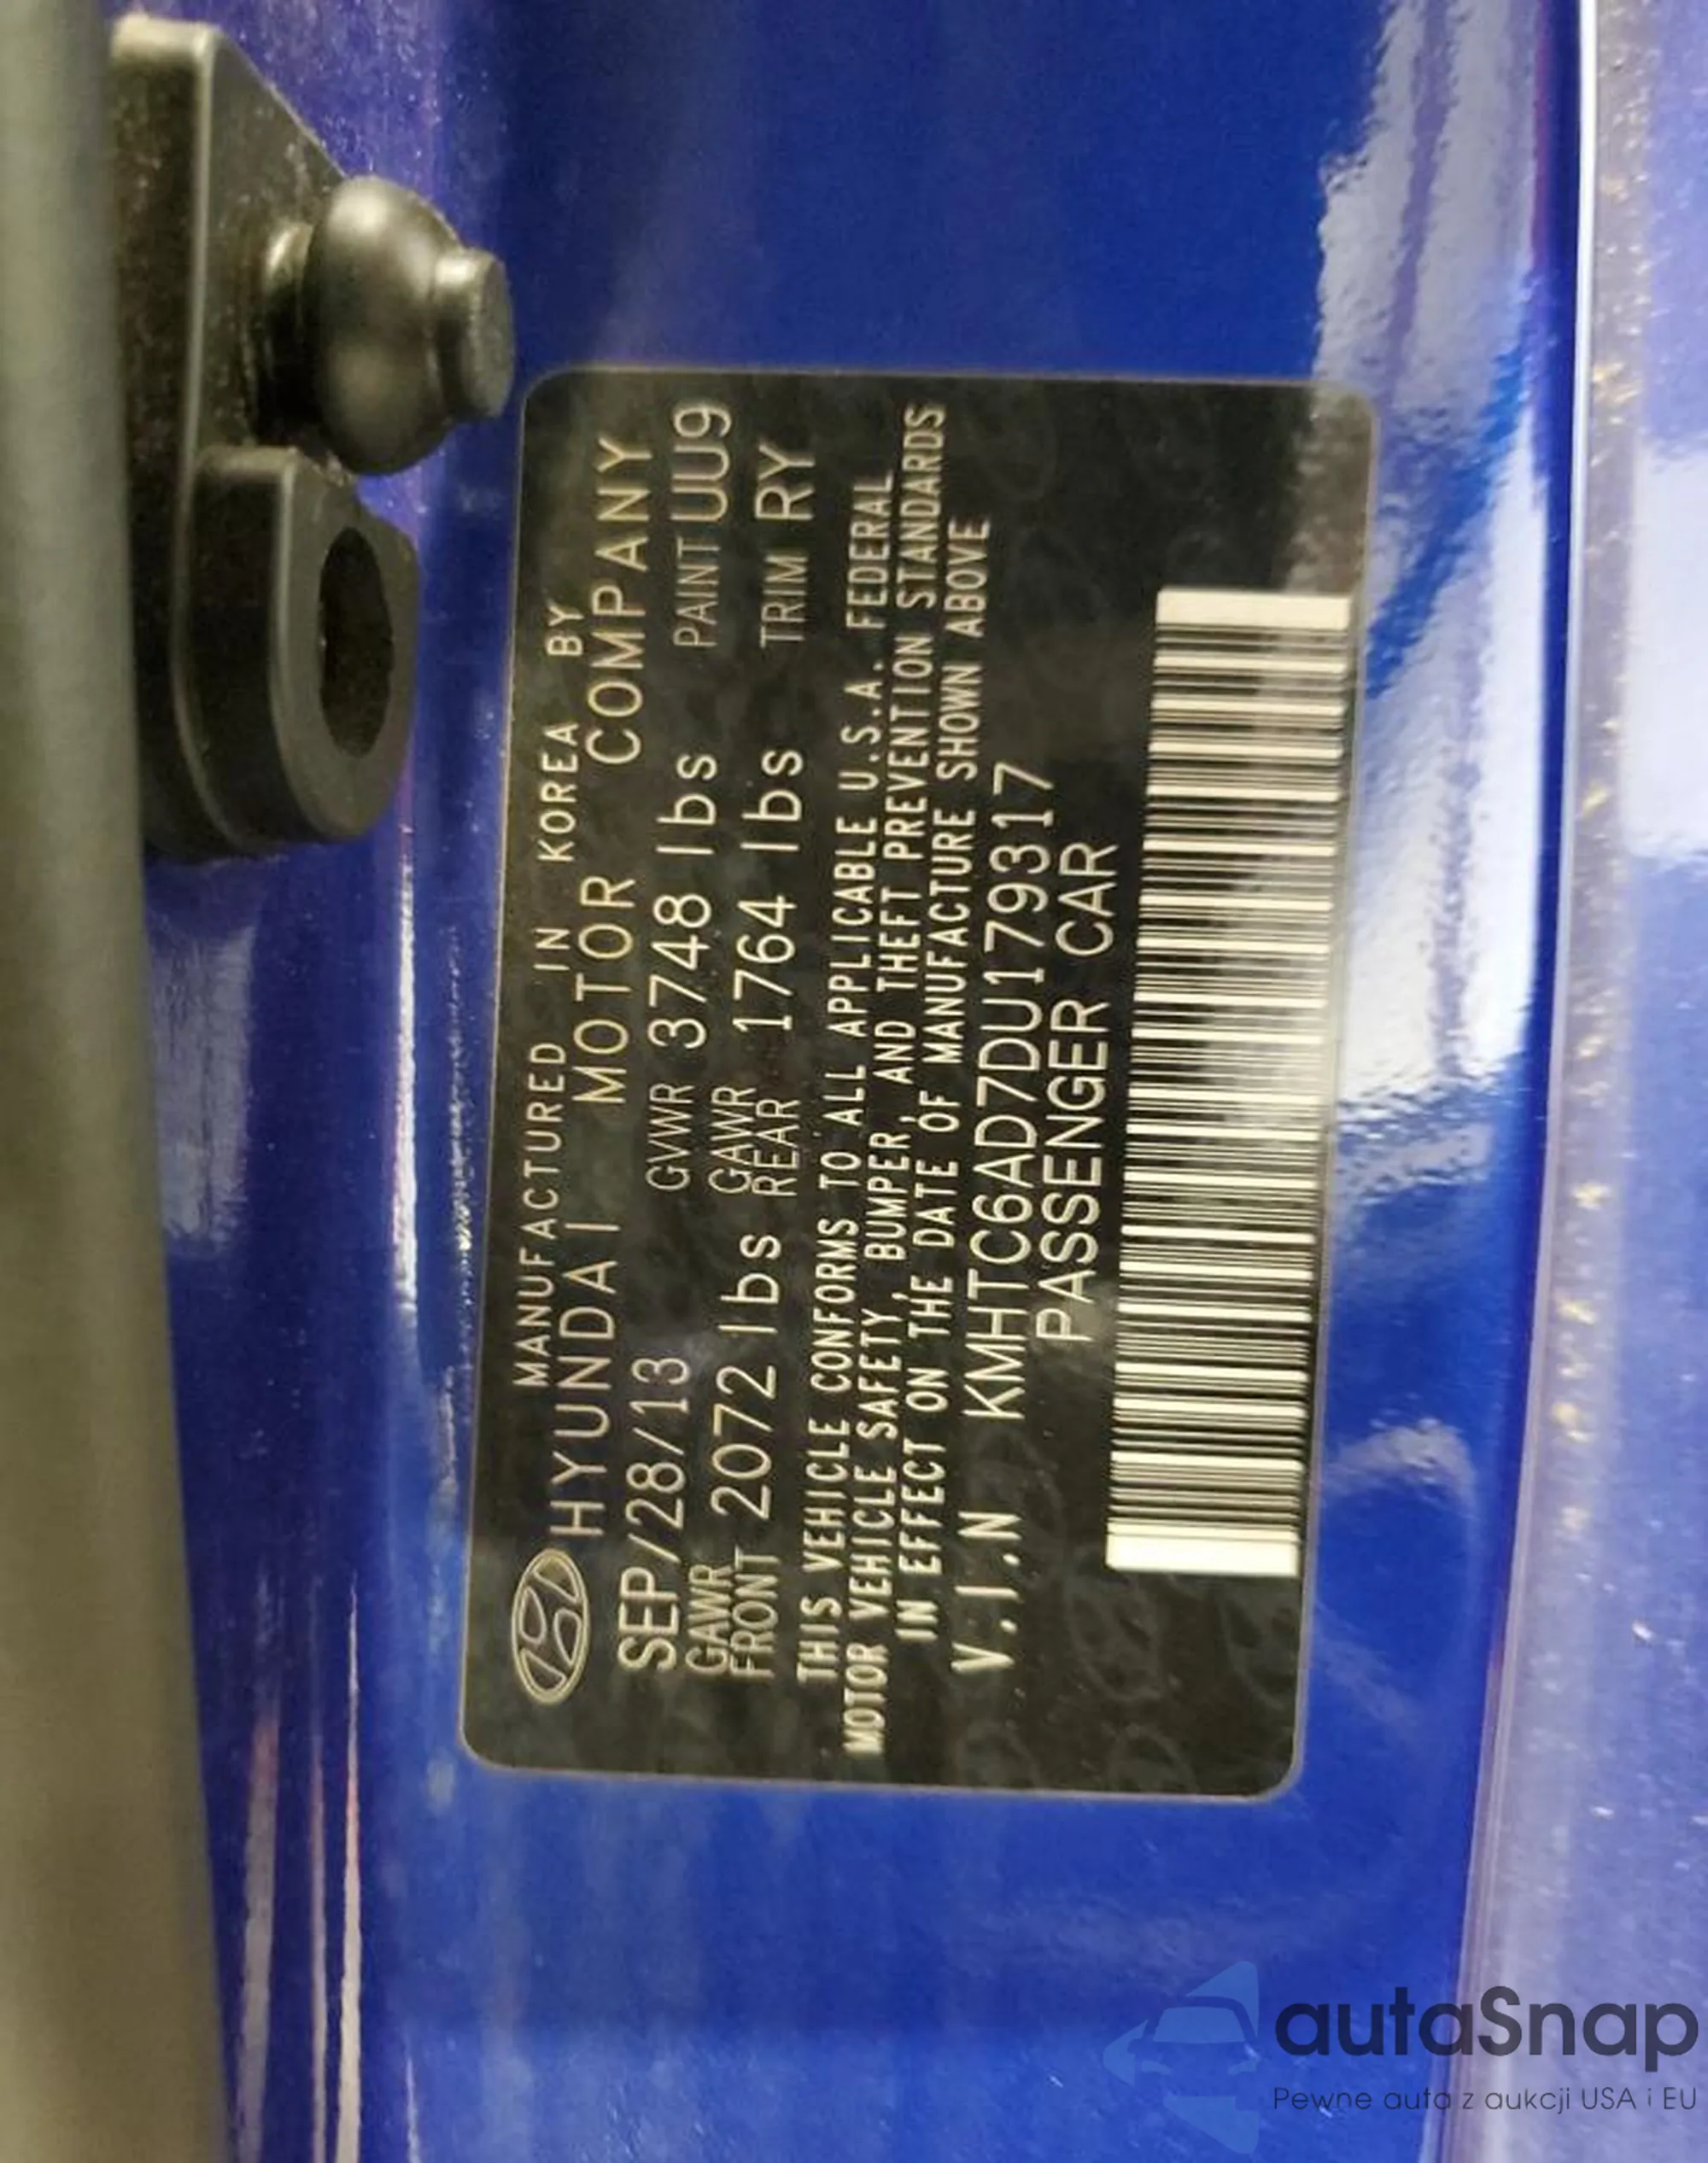 MANUFACTURED IN KOREA BY
HYUNDAI MOTOR COMPANY
SEP/28/13 GVWR 3748 lbs PAINT UU9
GAWR FRONT 2072 lbs GAWR REAR 1764 lbs TRIM RY
THIS VEHICLE CONFORMS TO ALL APPLICABLE U.S.A. FEDERAL
MOTOR VEHICLE SAFETY, BUMPER, AND THEFT PREVENTION STANDARDS
IN EFFECT ON THE DATE OF MANUFACTURE SHOWN ABOVE
V.I.N KMHTC6AD7DU179317
PASSENGER CAR
autaSnap
Pewne auta z aukcji USA i EU